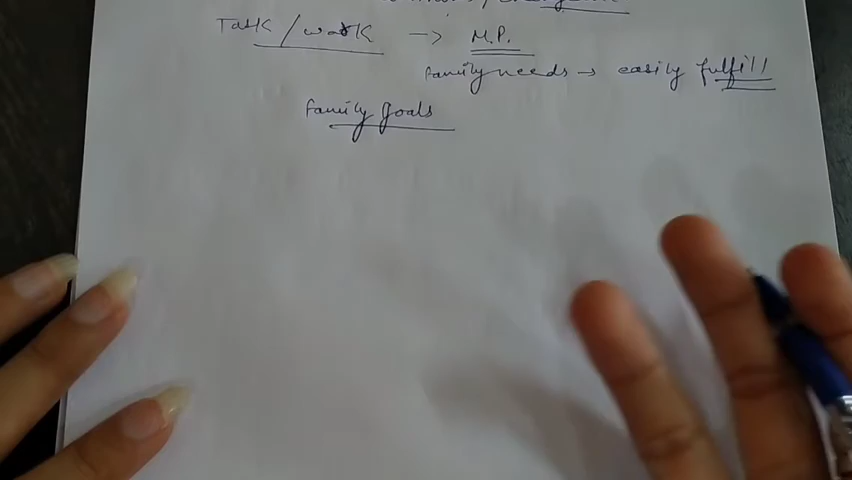 Task / work → M.P.
family needs → easily fulfill
family goals